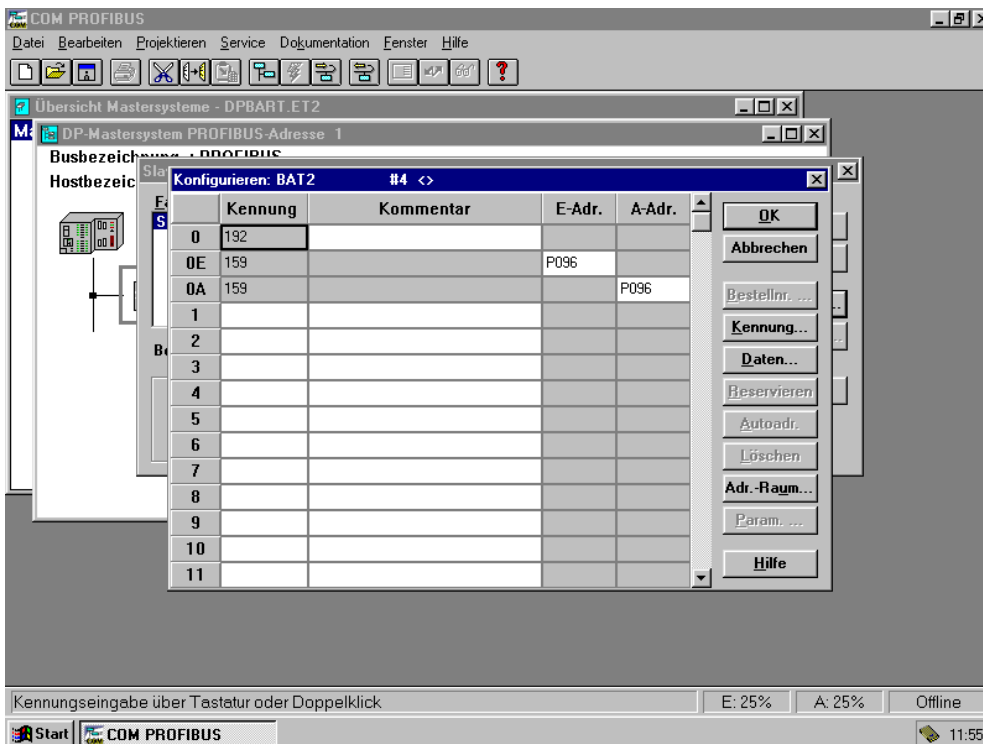 COM PROFIBUS
Datei Bearbeiten Projektieren Service Dokumentation Fenster Hilfe
Übersicht Mastersysteme - DPBART.ET2
DP-Mastersystem PROFIBUS-Adresse 1
Busbezeichnung : PROFIBUS
Hostbezeic
Konfigurieren: BAT2 #4 <>
Kennung Kommentar E-Adr. A-Adr.
0 192
0E 159 P096
0A 159 P096
1
2
3
4
5
6
7
8
9
10
11
OK
Abbrechen
Bestellnr. ...
Kennung...
Daten...
Reservieren
Autoadr.
Löschen
Adr.-Raum...
Param. ...
Hilfe
Kennungseingabe über Tastatur oder Doppelklick E: 25% A: 25% Offline
Start COM PROFIBUS 11:55